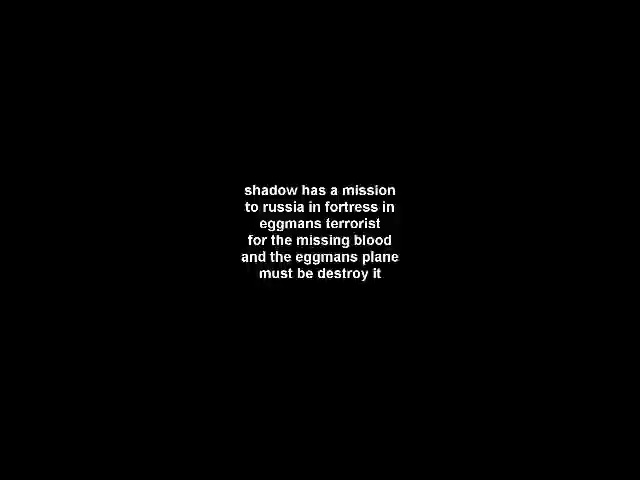 shadow has a mission
to russia in fortress in
eggmans terrorist
for the missing blood
and the eggmans plane
must be destroy it